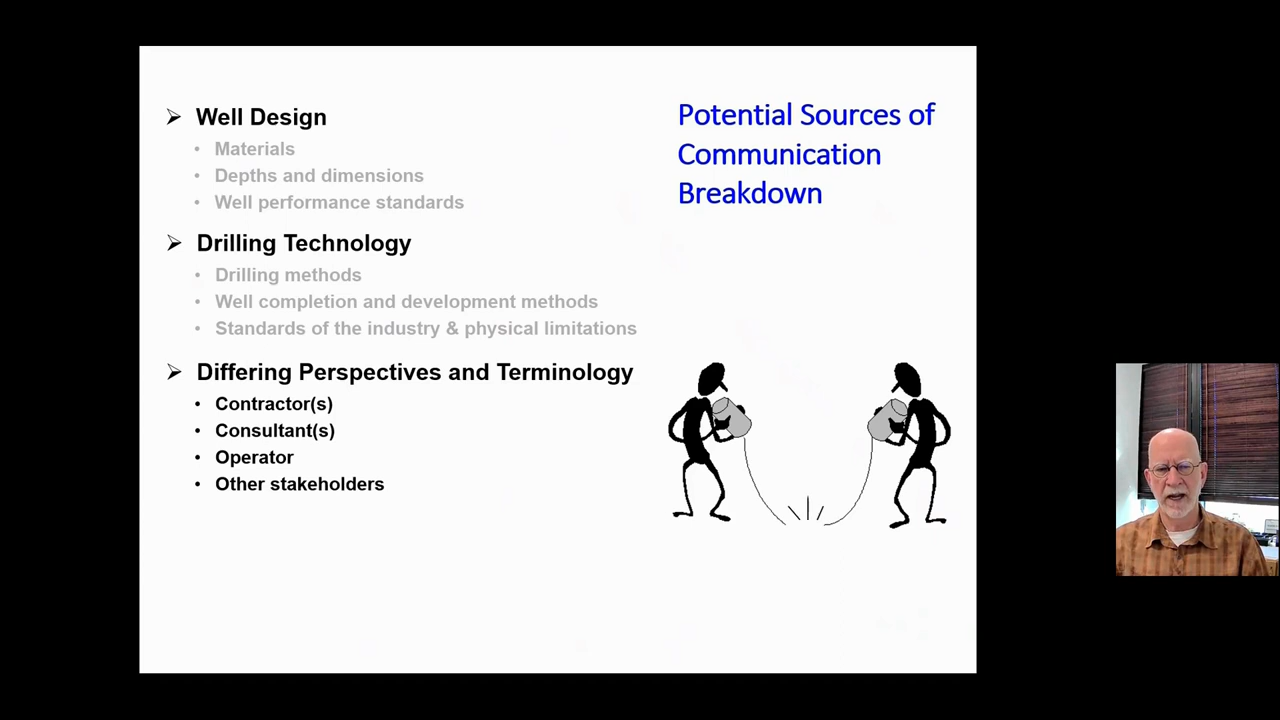 Potential Sources of
Communication
Breakdown
➢ Well Design
• Materials
• Depths and dimensions
• Well performance standards
➢ Drilling Technology
• Drilling methods
• Well completion and development methods
• Standards of the industry & physical limitations
➢ Differing Perspectives and Terminology
• Contractor(s)
• Consultant(s)
• Operator
• Other stakeholders